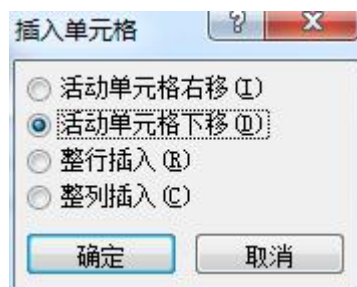 插入单元格
活动单元格右移(I)
活动单元格下移(D)
整行插入(R)
整列插入(C)
确定 取消